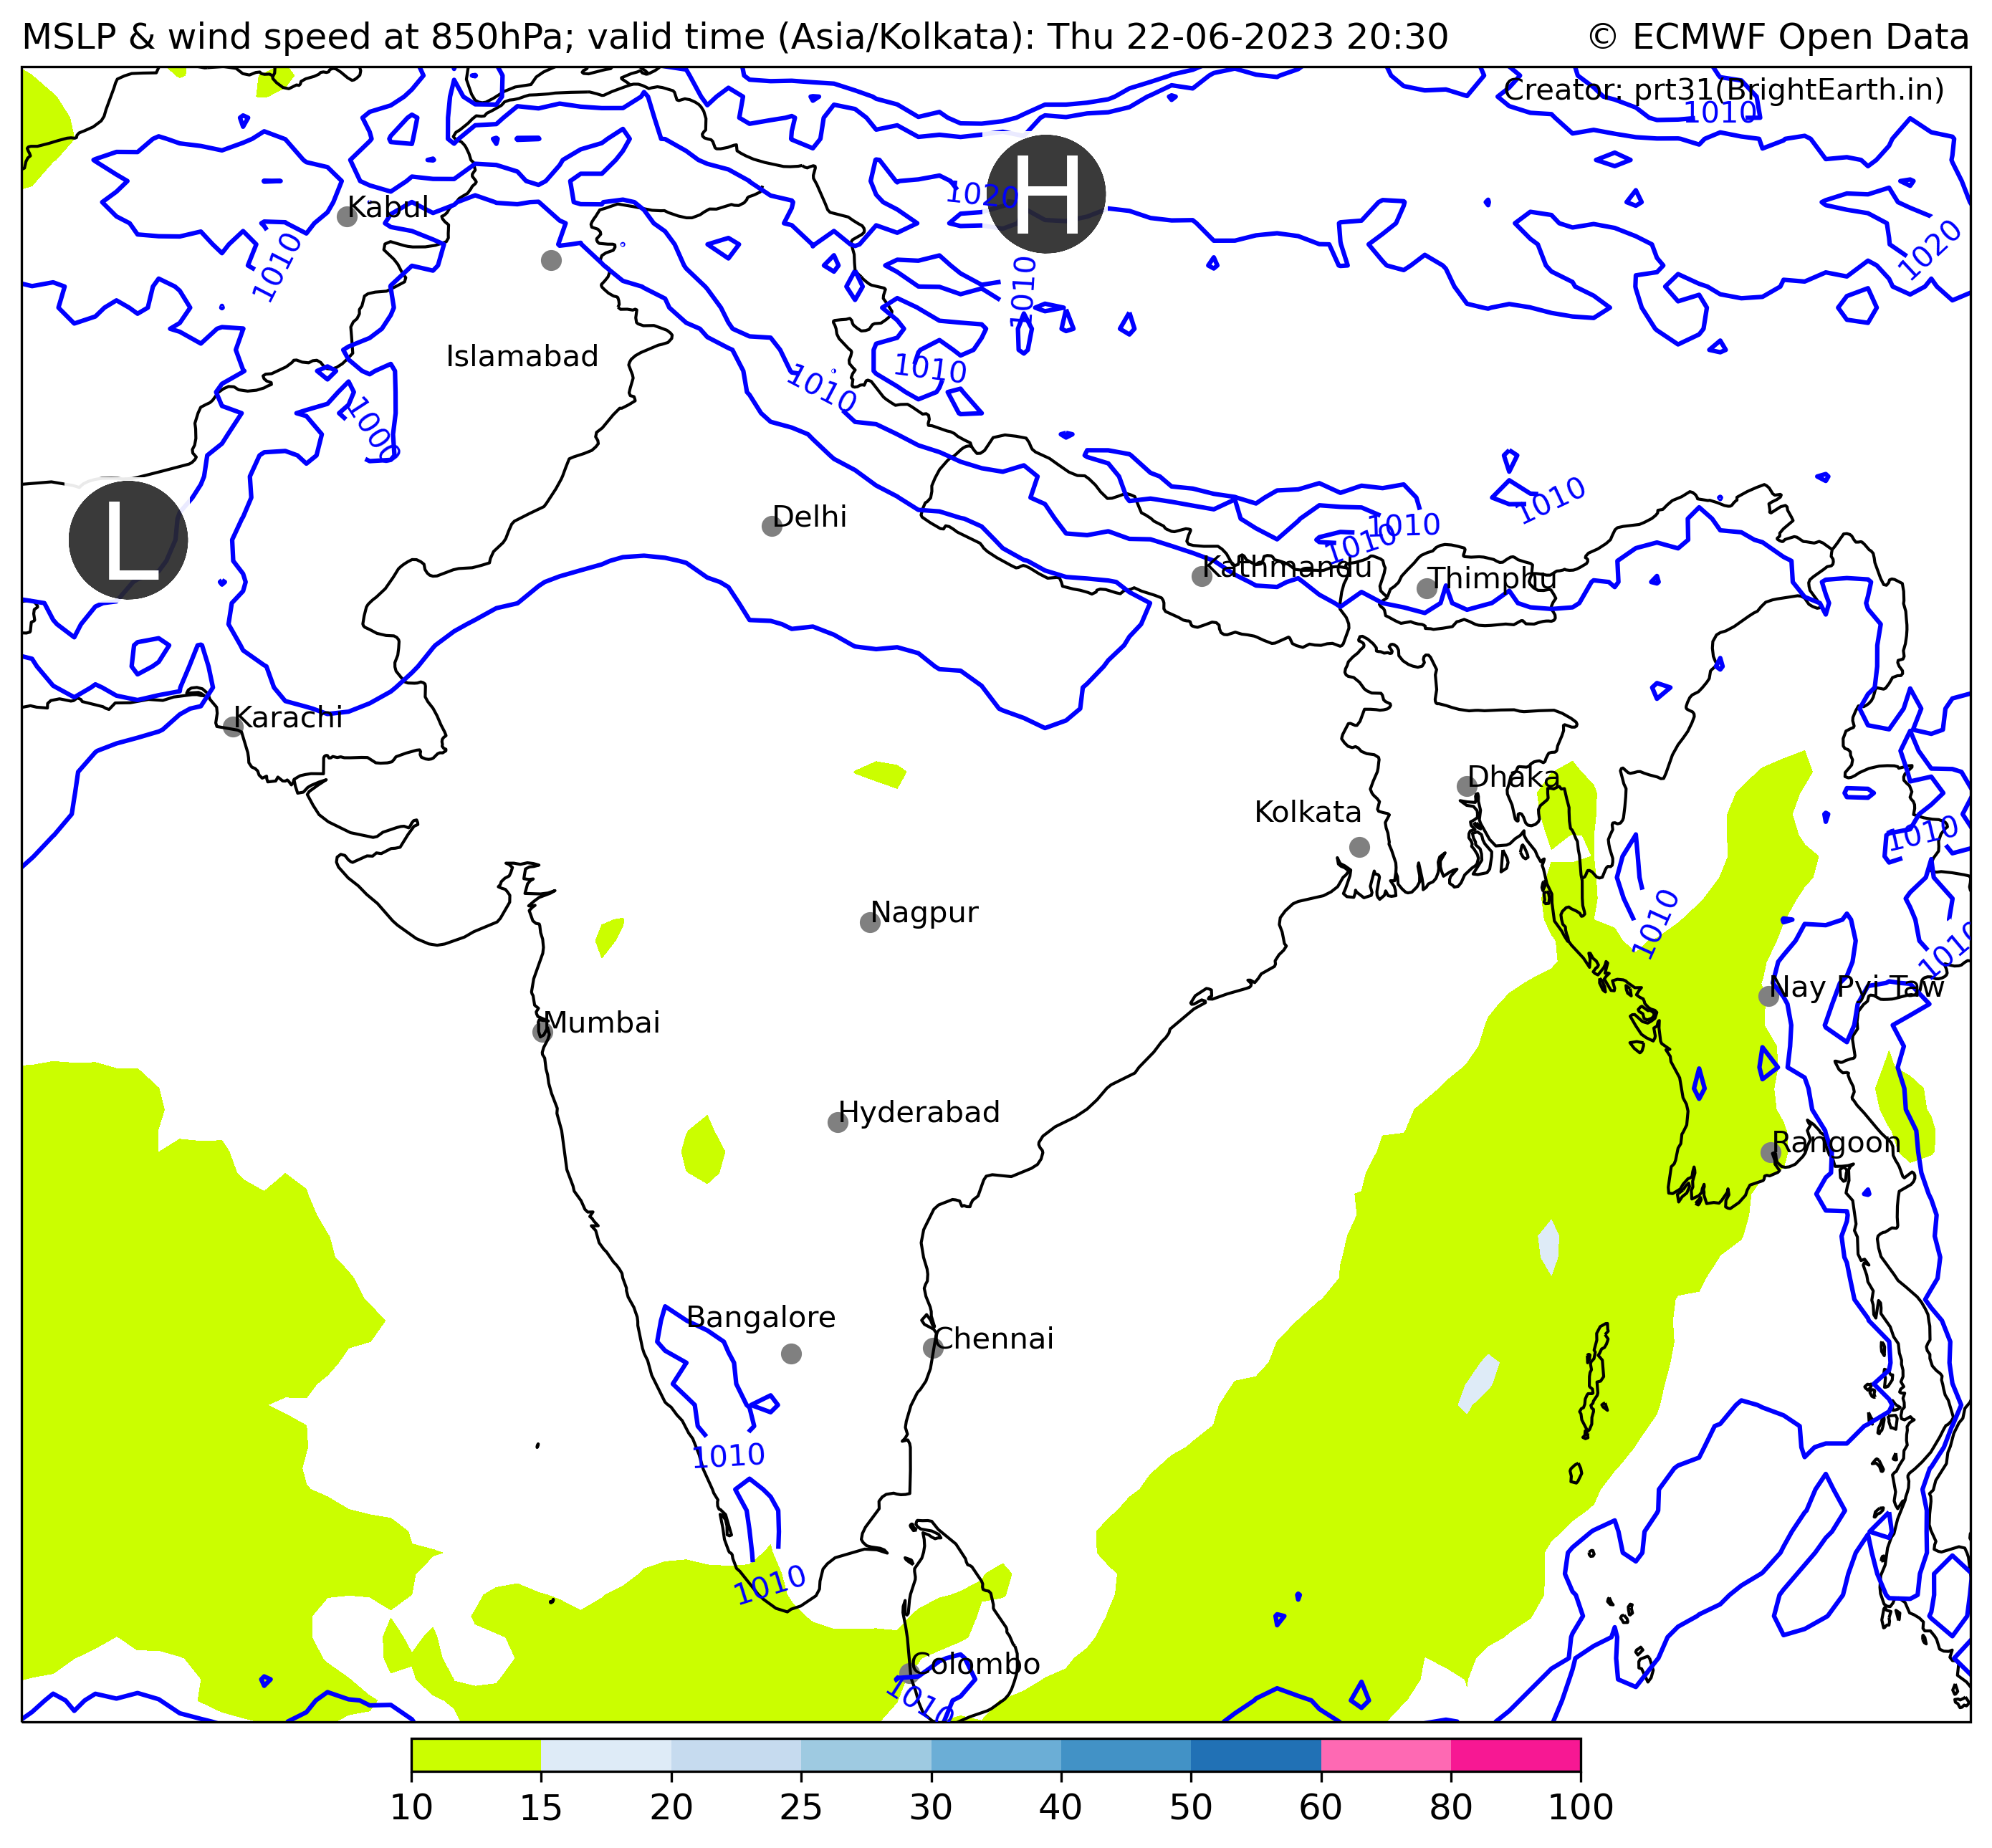 MSLP & wind speed at 850hPa; valid time (Asia/Kolkata): Thu 22-06-2023 20:30
© ECMWF Open Data
Creator: prt31(BrightEarth.in)
1010
H
1020
Kabul
1010
1020
1010
Islamabad
1010
1010
1000
L
Delhi
1010
1010
1010
Kathmandu
Thimphu
Karachi
Dhaka
Kolkata
1010
Nagpur
1010
1010
Nay Pyi Taw
Mumbai
Hyderabad
Rangoon
Bangalore
Chennai
1010
1010
Colombo
1010
10 15 20 25 30 40 50 60 80 100